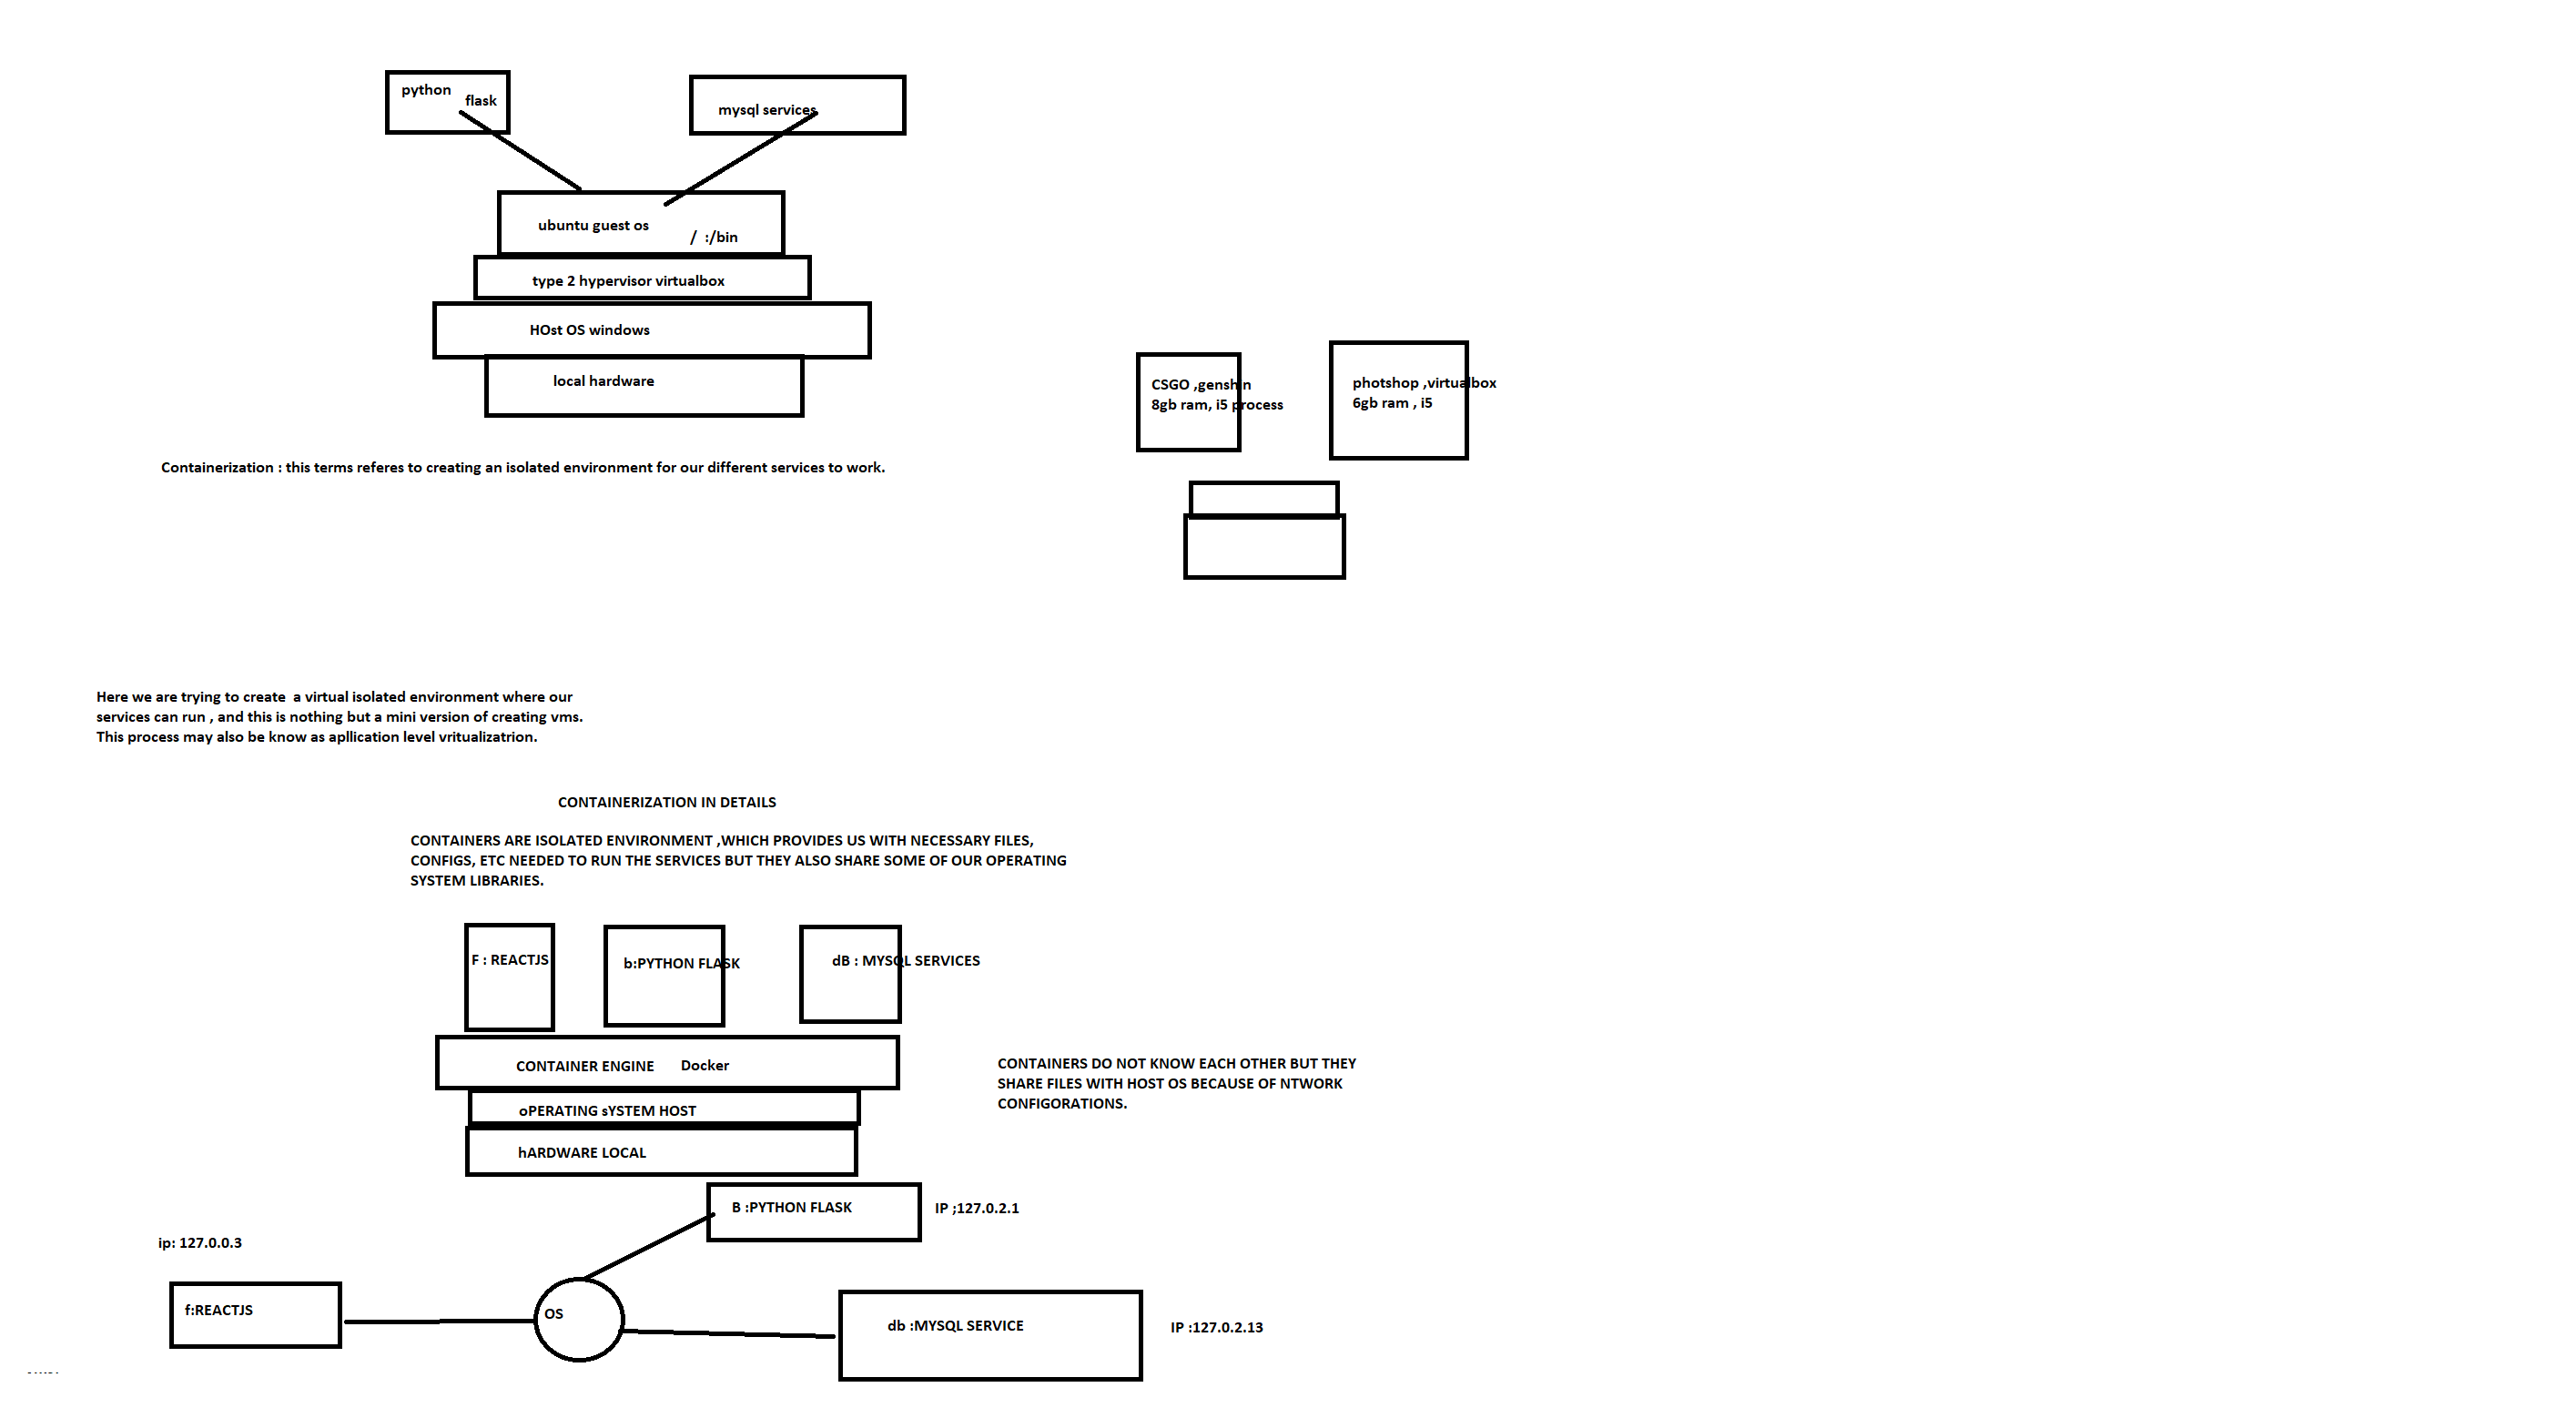 python
flask
mysql services
ubuntu guest os
/ :/bin
type 2 hypervisor virtualbox
HOst OS windows
local hardware
CSGO ,genshin
8gb ram, i5 process
photshop ,virtualbox
6gb ram , i5
Containerization : this terms referes to creating an isolated environment for our different services to work.
Here we are trying to create a virtual isolated environment where our
services can run , and this is nothing but a mini version of creating vms.
This process may also be know as apllication level vritualizatrion.
CONTAINERIZATION IN DETAILS
CONTAINERS ARE ISOLATED ENVIRONMENT ,WHICH PROVIDES US WITH NECESSARY FILES,
CONFIGS, ETC NEEDED TO RUN THE SERVICES BUT THEY ALSO SHARE SOME OF OUR OPERATING
SYSTEM LIBRARIES.
F : REACTJS
b:PYTHON FLASK
dB : MYSQL SERVICES
CONTAINER ENGINE
Docker
oPERATING sYSTEM HOST
hARDWARE LOCAL
CONTAINERS DO NOT KNOW EACH OTHER BUT THEY
SHARE FILES WITH HOST OS BECAUSE OF NTWORK
CONFIGORATIONS.
B :PYTHON FLASK
IP ;127.0.2.1
ip: 127.0.0.3
f:REACTJS
OS
db :MYSQL SERVICE
IP :127.0.2.13